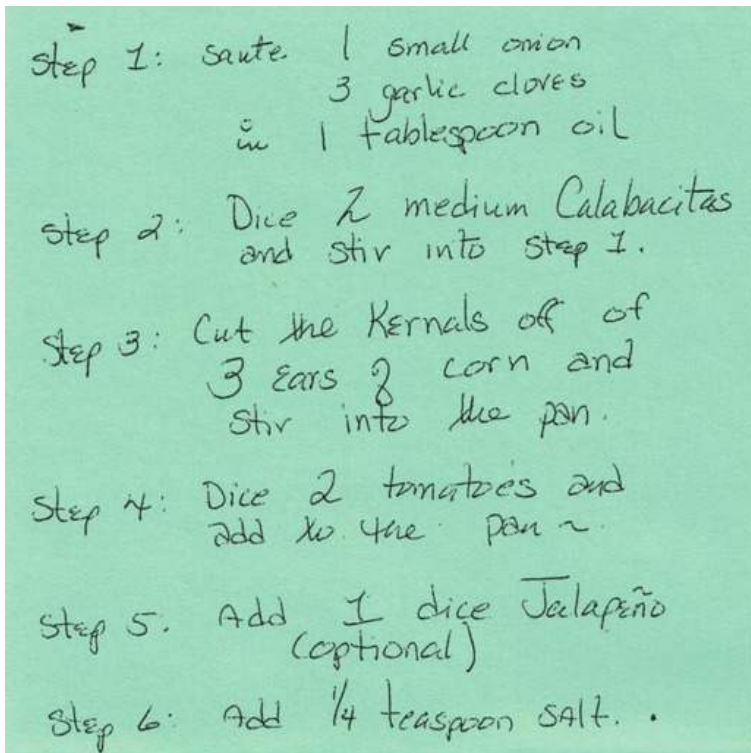 Step 1: Saute 1 small onion
3 garlic cloves
in 1 tablespoon oil
Step 2: Dice 2 medium Calabacitas
and stir into Step 1.
Step 3: Cut the Kernals off of
3 Ears of corn and
stir into the pan.
Step 4: Dice 2 tomatoes and
add to the pan ~
Step 5. Add 1 dice Jalapeño
(optional)
Step 6: Add 1/4 teaspoon SAlt.